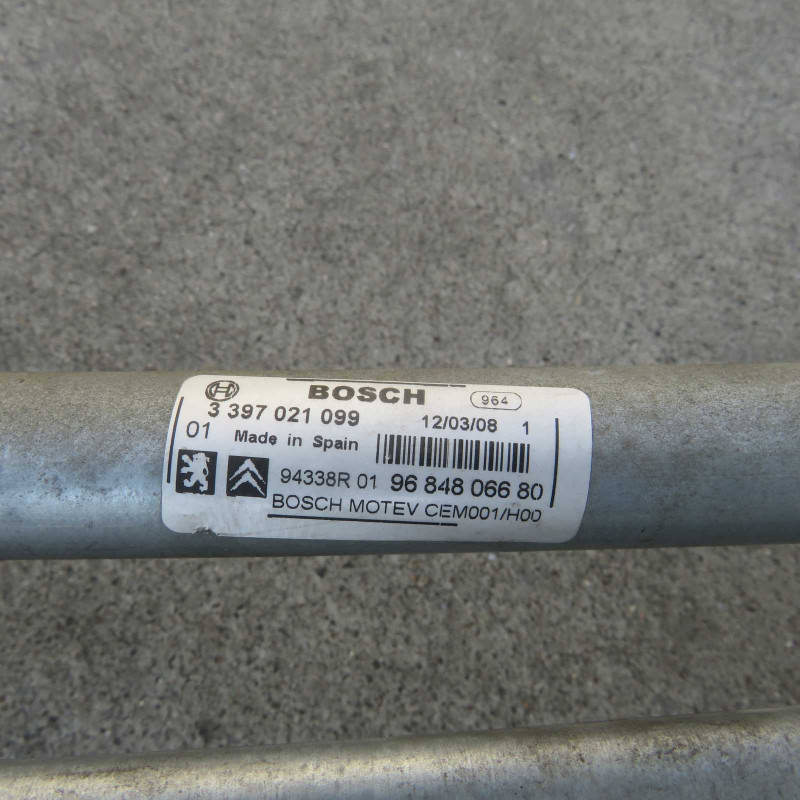 BOSCH 964
3 397 021 099 12/03/08 1
01 Made in Spain
94338R 01 96 848 066 80
BOSCH MOTEV CEM001/H00